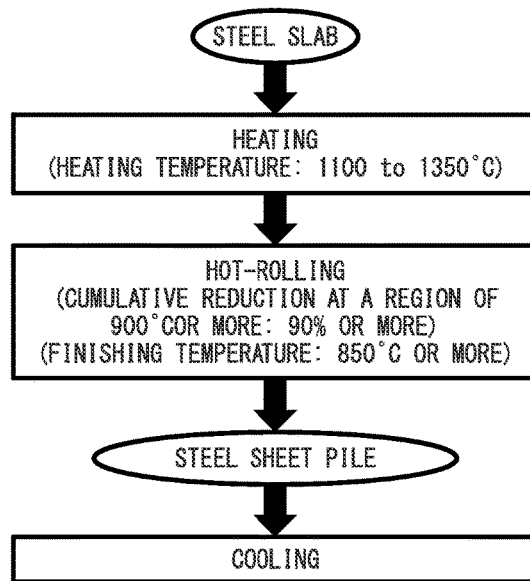 STEEL SLAB
HEATING
(HEATING TEMPERATURE: 1100 to 1350°C)
HOT-ROLLING
(CUMULATIVE REDUCTION AT A REGION OF
900°COR MORE: 90% OR MORE)
(FINISHING TEMPERATURE: 850°C OR MORE)
STEEL SHEET PILE
COOLING